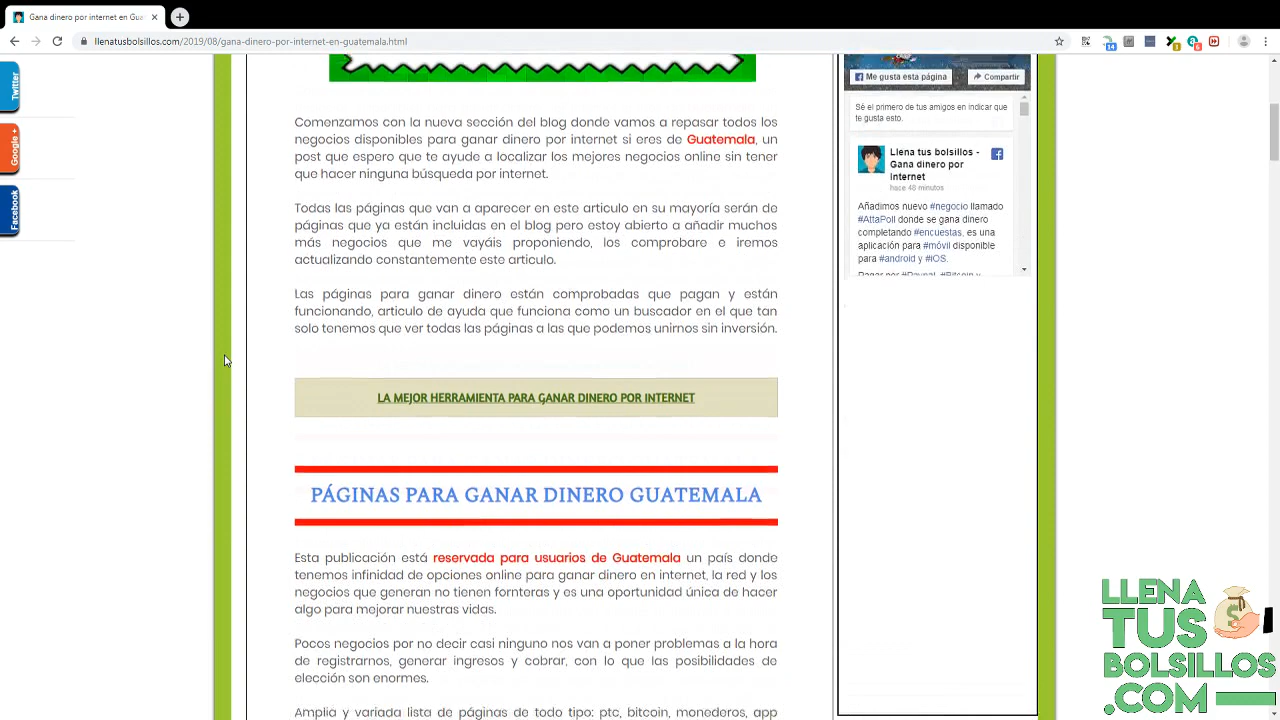 Gana dinero por internet en Gua
llenatusbolsillos.com/2019/08/gana-dinero-por-internet-en-guatemala.html
14
1
5
Twitter
Google +
Facebook
Comenzamos con la nueva sección del blog donde vamos a repasar todos los
negocios disponibles para ganar dinero por internet si eres de Guatemala, un
post que espero que te ayude a localizar los mejores negocios online sin tener
que hacer ninguna búsqueda por internet.
Todas las páginas que van a aparecer en este articulo en su mayoría serán de
páginas que ya están incluidas en el blog pero estoy abierto a añadir muchos
más negocios que me vayáis proponiendo, los comprobare e iremos
actualizando constantemente este artículo.
Las páginas para ganar dinero están comprobadas que pagan y están
funcionando, articulo de ayuda que funciona como un buscador en el que tan
solo tenemos que ver todas las páginas a las que podemos unirnos sin inversión.
LA MEJOR HERRAMIENTA PARA GANAR DINERO POR INTERNET
PÁGINAS PARA GANAR DINERO GUATEMALA
Esta publicación está reservada para usuarios de Guatemala un país donde
tenemos infinidad de opciones online para ganar dinero en internet, la red y los
negocios que generan no tienen fornteras y es una oportunidad única de hacer
algo para mejorar nuestras vidas.
Pocos negocios por no decir casi ninguno nos van a poner problemas a la hora
de registrarnos, generar ingresos y cobrar, con lo que las posibilidades de
elección son enormes.
Amplia y variada lista de páginas de todo tipo: ptc, bitcoin, monederos, app
Me gusta esta página
Compartir
Sé el primero de tus amigos en indicar que
te gusta esto.
Llena tus bolsillos -
Gana dinero por
internet
hace 48 minutos
Añadimos nuevo #negocio llamado
#AttaPoll donde se gana dinero
completando #encuestas, es una
aplicación para #móvil disponible
para #android y #iOS.
Pagar por #Paypal, #Bitcoin y
LLENA
TUS
BOLSILLOS
.COM